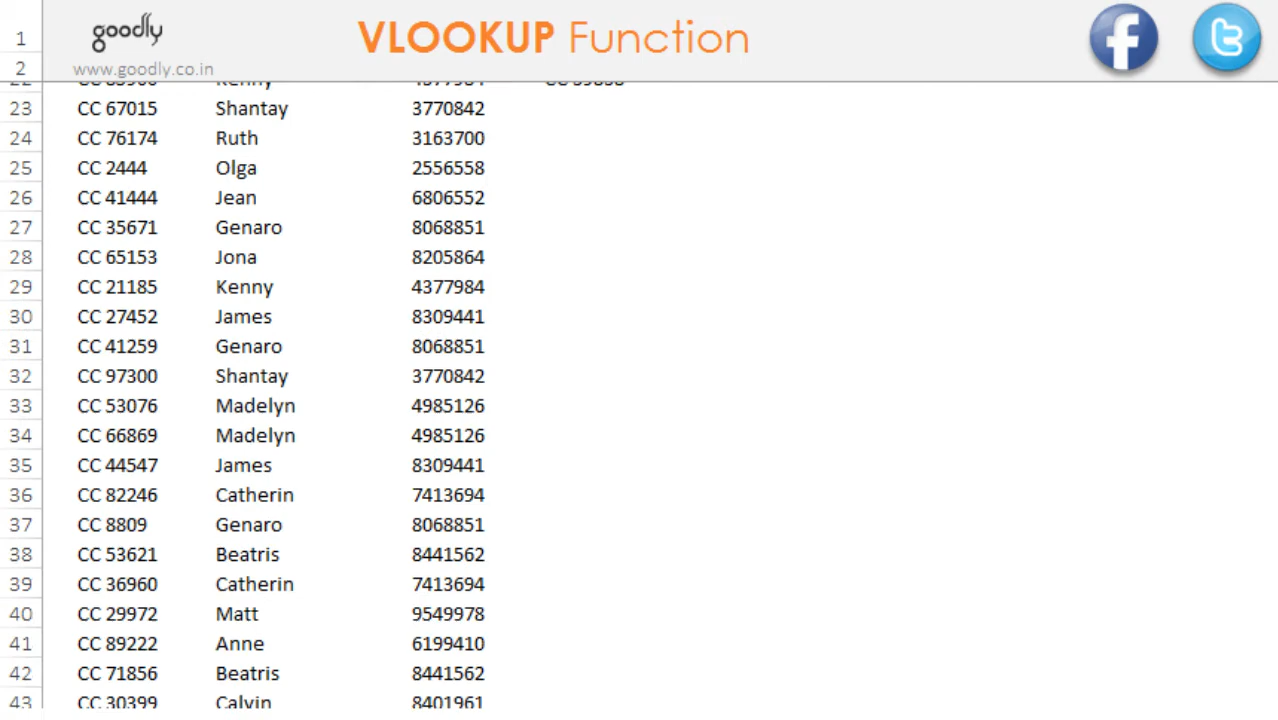 goodly
VLOOKUP Function
1
2
www.goodly.co.in
23 CC 67015 Shantay 3770842
24 CC 76174 Ruth 3163700
25 CC 2444 Olga 2556558
26 CC 41444 Jean 6806552
27 CC 35671 Genaro 8068851
28 CC 65153 Jona 8205864
29 CC 21185 Kenny 4377984
30 CC 27452 James 8309441
31 CC 41259 Genaro 8068851
32 CC 97300 Shantay 3770842
33 CC 53076 Madelyn 4985126
34 CC 66869 Madelyn 4985126
35 CC 44547 James 8309441
36 CC 82246 Catherin 7413694
37 CC 8809 Genaro 8068851
38 CC 53621 Beatris 8441562
39 CC 36960 Catherin 7413694
40 CC 29972 Matt 9549978
41 CC 89222 Anne 6199410
42 CC 71856 Beatris 8441562
43 CC 30399 Calvin 8401961